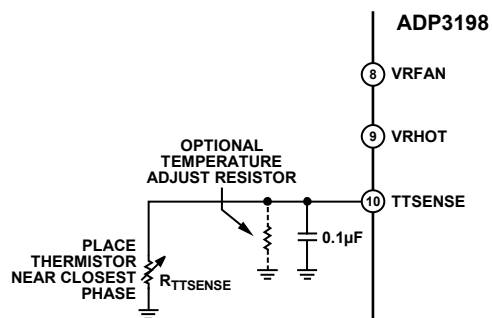 ADP3198
8 VRFAN
9 VRHOT
OPTIONAL
TEMPERATURE
ADJUST RESISTOR
10 TTSENSE
0.1µF
PLACE
THERMISTOR
NEAR CLOSEST
PHASE
RTTSENSE